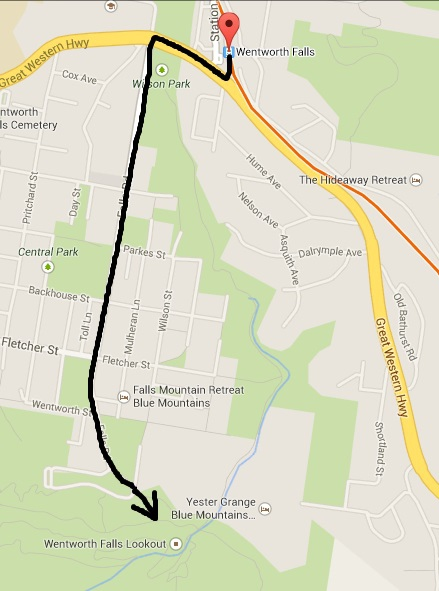 Station
Wentworth Falls
Great Western Hwy
Wilson Park
Cox Ave
ntworth
ls Cemetery
Hume Ave
The Hideaway Retreat
Pritchard St
Day St
Nelson Ave
Asquith Ave
Dalrymple Ave
Central Park
Parkes St
Backhouse St
Toll Ln
Mulheran Ln
Wilson St
Old Bathurst Rd
Great Western Hwy
Fletcher St
Fletcher St
Falls Mountain Retreat
Blue Mountains
Wentworth St
Shortland St
Yester Grange
Blue Mountains...
Wentworth Falls Lookout